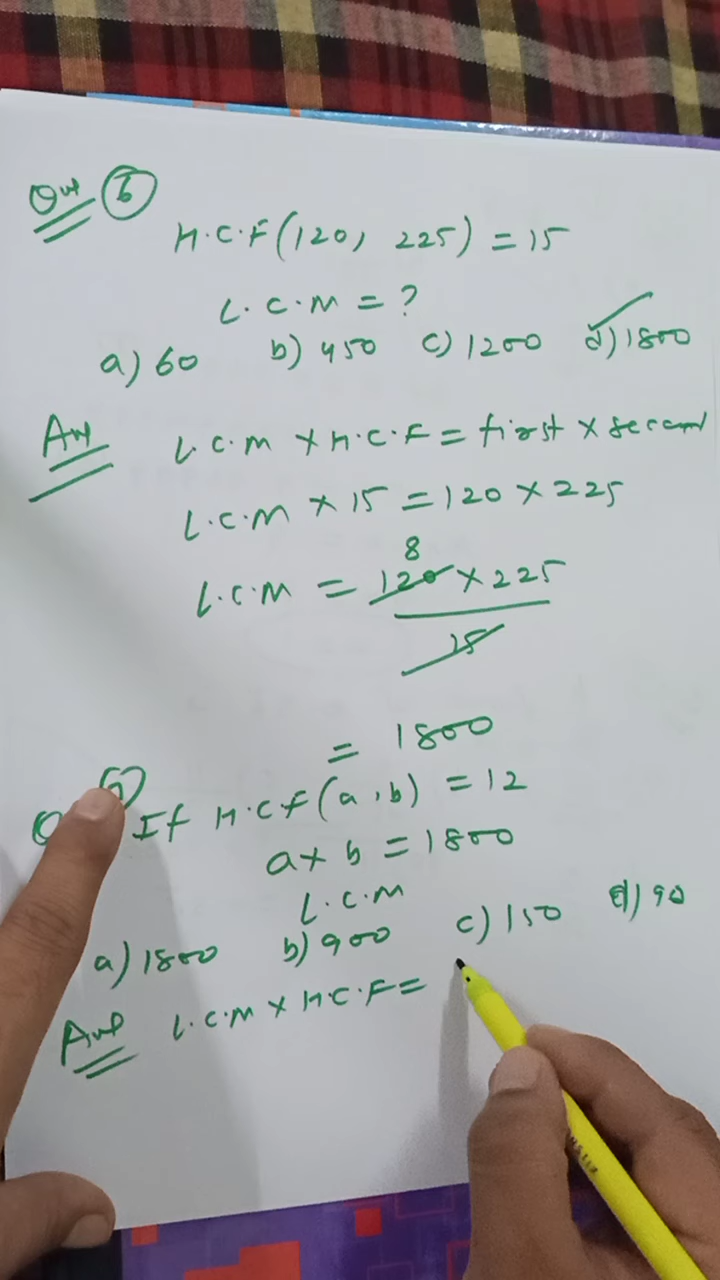 Que 6
H.C.F(120, 225) = 15
L.C.M = ?
a) 60 b) 450 c) 1200 d) 1800
Ans L.C.M × H.C.F = first × second
L.C.M × 15 = 120 × 225
8
L.C.M = 120 × 225
15
= 1800
If H.C.F(a, b) = 12
a × b = 1800
L.C.M
a) 1800 b) 900 c) 150 d) 90
Ans L.C.M × H.C.F =